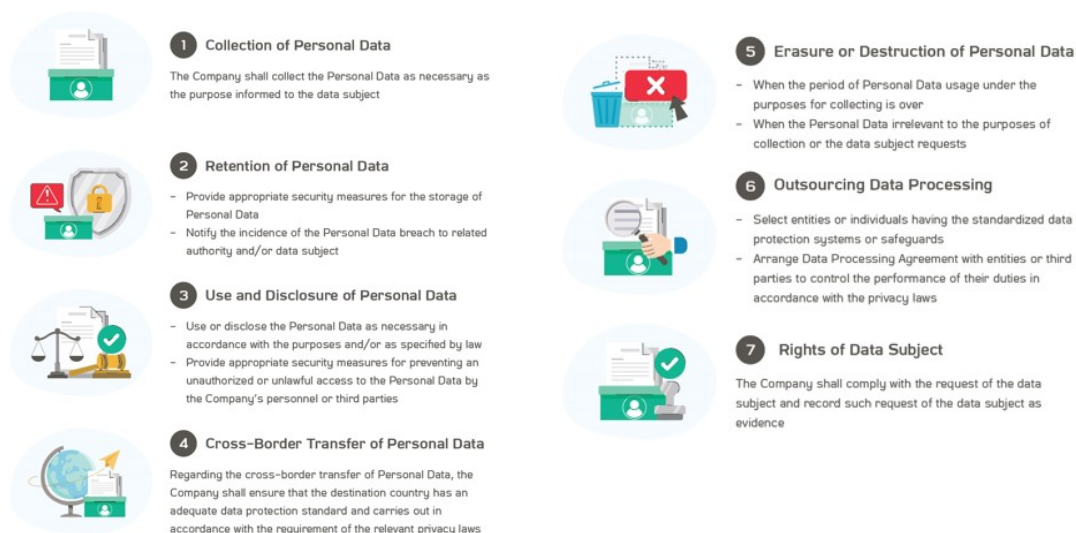 1 Collection of Personal Data
The Company shall collect the Personal Data as necessary as
the purpose informed to the data subject
2 Retention of Personal Data
- Provide appropriate security measures for the storage of
Personal Data
- Notify the incidence of the Personal Data breach to related
authority and/or data subject
3 Use and Disclosure of Personal Data
- Use or disclose the Personal Data as necessary in
accordance with the purposes and/or as specified by law
- Provide appropriate security measures for preventing an
unauthorized or unlawful access to the Personal Data by
the Company's personnel or third parties
4 Cross-Border Transfer of Personal Data
Regarding the cross-border transfer of Personal Data, the
Company shall ensure that the destination country has an
adequate data protection standard and carries out in
accordance with the requirement of the relevant privacy laws
5 Erasure or Destruction of Personal Data
- When the period of Personal Data usage under the
purposes for collecting is over
- When the Personal Data irrelevant to the purposes of
collection or the data subject requests
6 Outsourcing Data Processing
- Select entities or individuals having the standardized data
protection systems or safeguards
- Arrange Data Processing Agreement with entities or third
parties to control the performance of their duties in
accordance with the privacy laws
7 Rights of Data Subject
The Company shall comply with the request of the data
subject and record such request of the data subject as
evidence